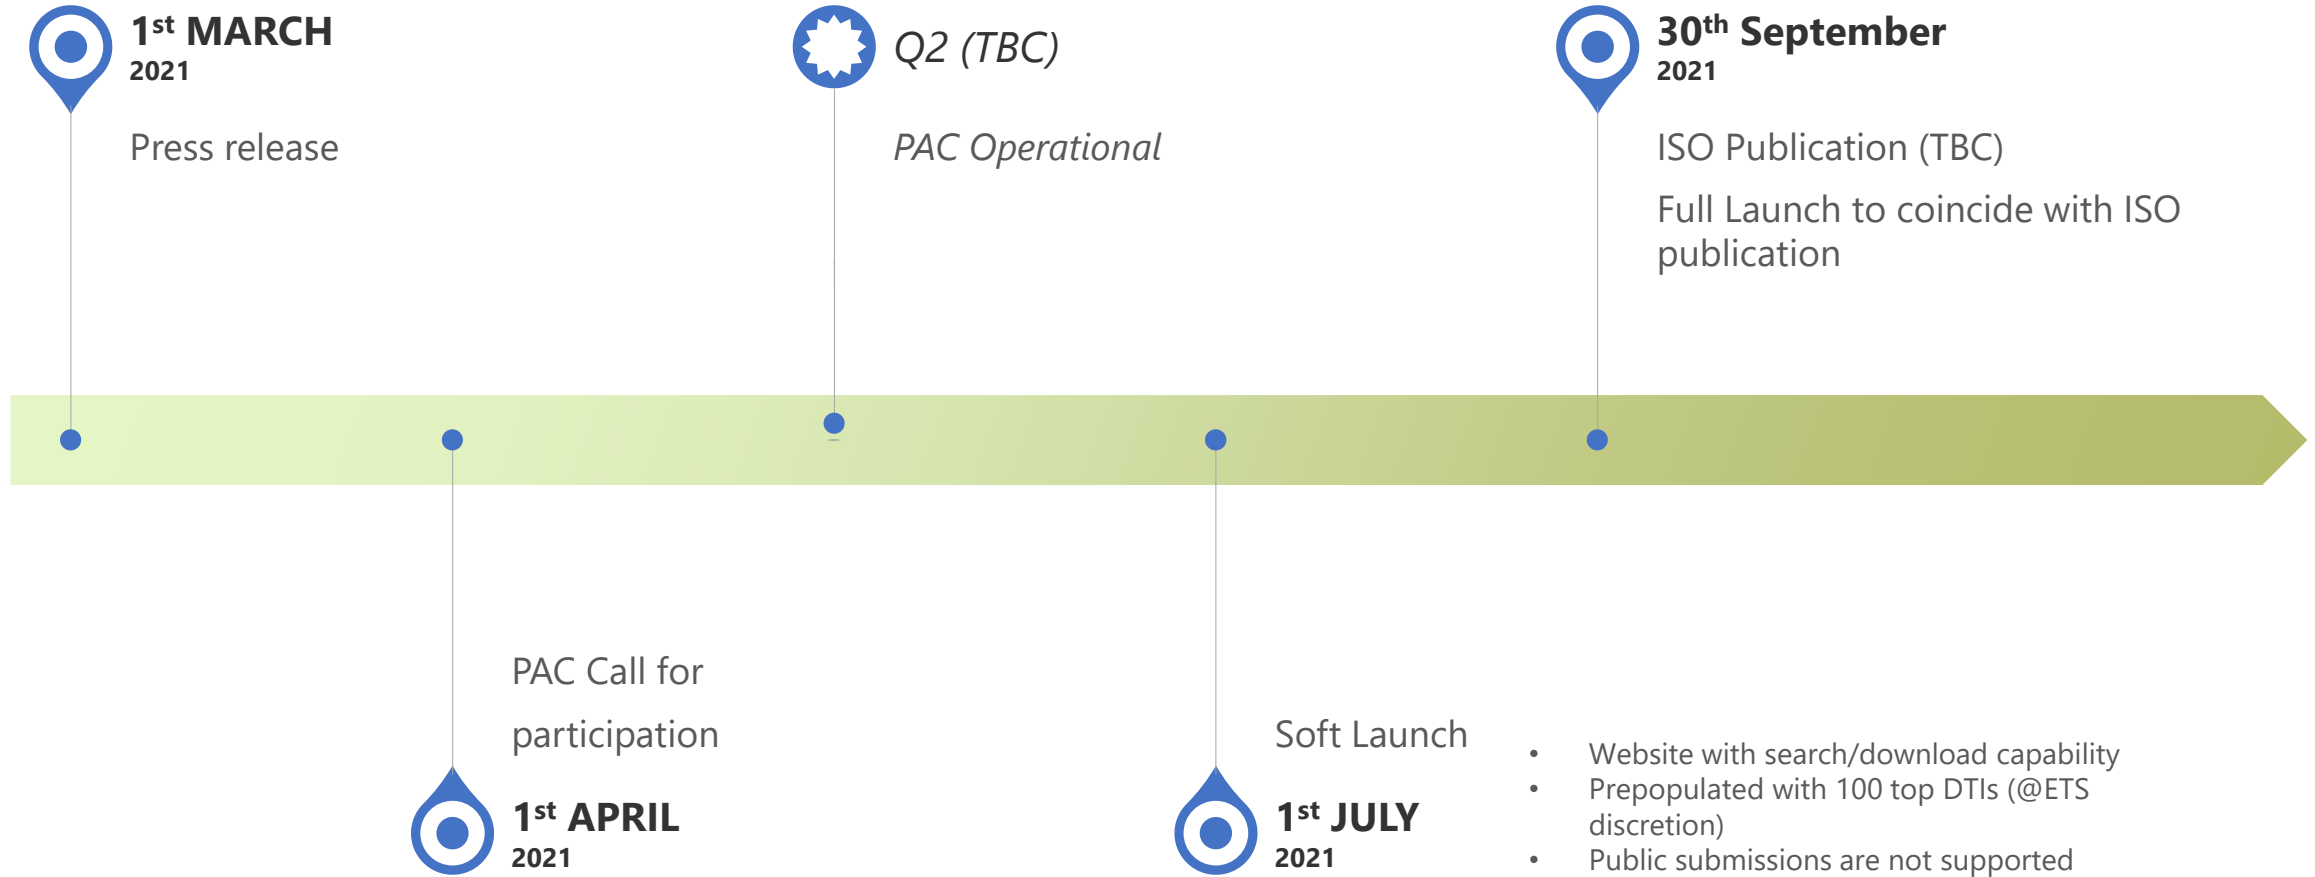 1st MARCH
2021
Press release
Q2 (TBC)
PAC Operational
30th September
2021
ISO Publication (TBC)
Full Launch to coincide with ISO
publication
PAC Call for
participation
1st APRIL
2021
Soft Launch
1st JULY
2021
• Website with search/download capability
• Prepopulated with 100 top DTIs (@ETS
discretion)
• Public submissions are not supported